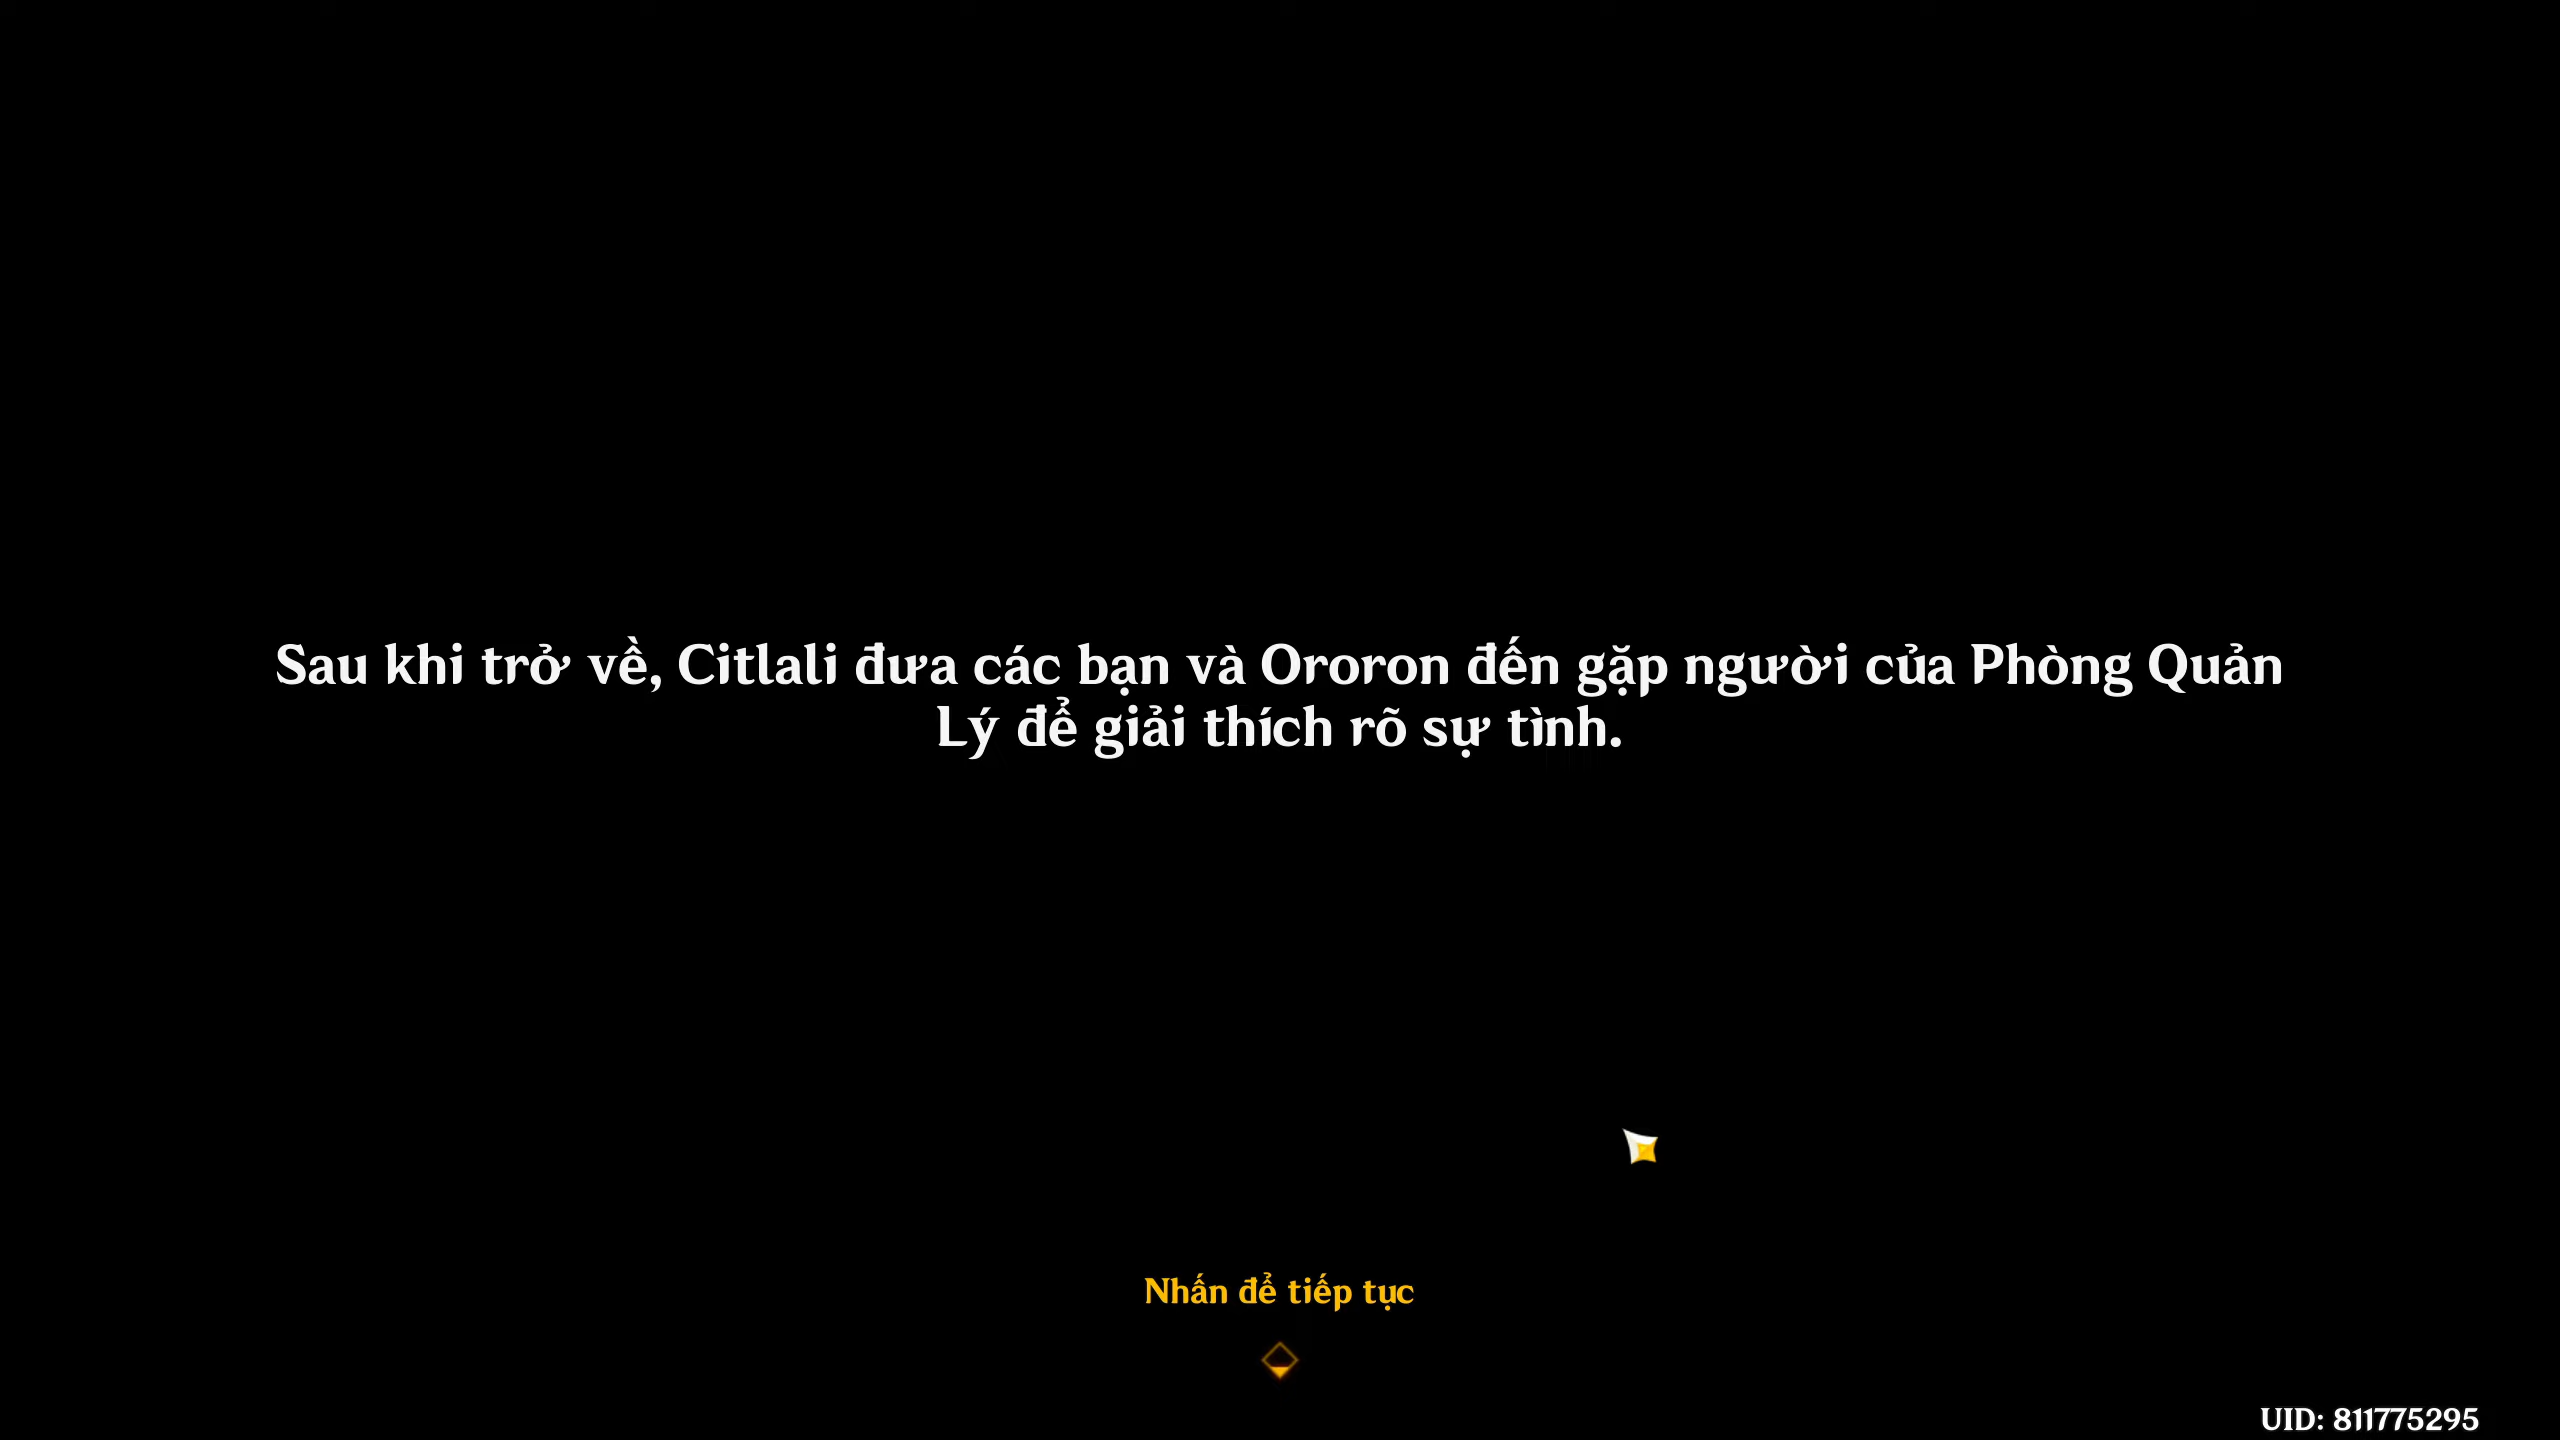 Sau khi trở về, Citlali đưa các bạn và Ororon đến gặp người của Phòng Quản
Lý để giải thích rõ sự tình.
Nhấn để tiếp tục
UID: 811775295